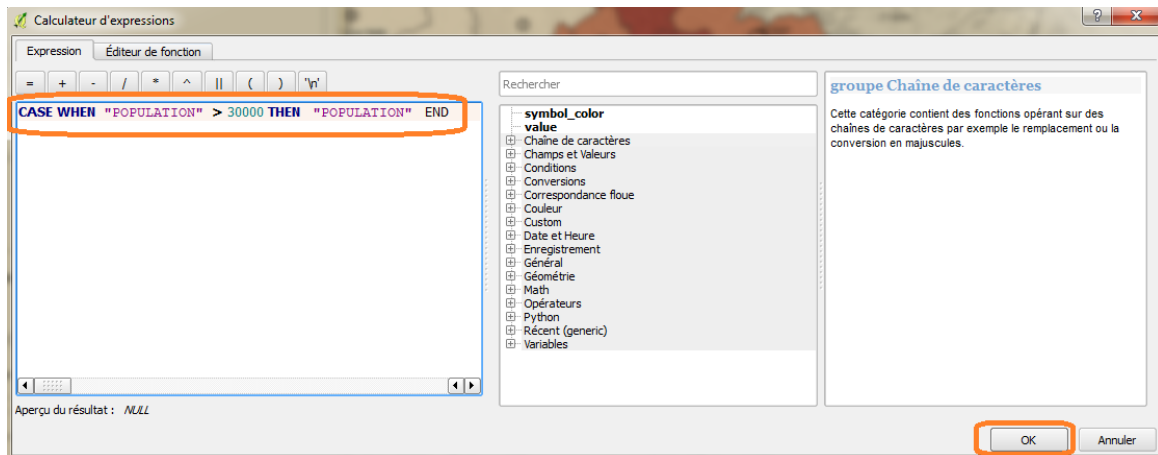 Calculateur d'expressions
?
X
Expression
Éditeur de fonction
= + - / * ^ || ( ) '\n'
CASE WHEN "POPULATION" > 30000 THEN "POPULATION" END
Rechercher
symbol_color
value
Chaîne de caractères
Champs et Valeurs
Conditions
Conversions
Correspondance floue
Couleur
Custom
Date et Heure
Enregistrement
Général
Géométrie
Math
Opérateurs
Python
Récent (generic)
Variables
groupe Chaîne de caractères
Cette catégorie contient des fonctions opérant sur des
chaînes de caractères par exemple le remplacement ou la
conversion en majuscules.
Aperçu du résultat : NULL
OK
Annuler